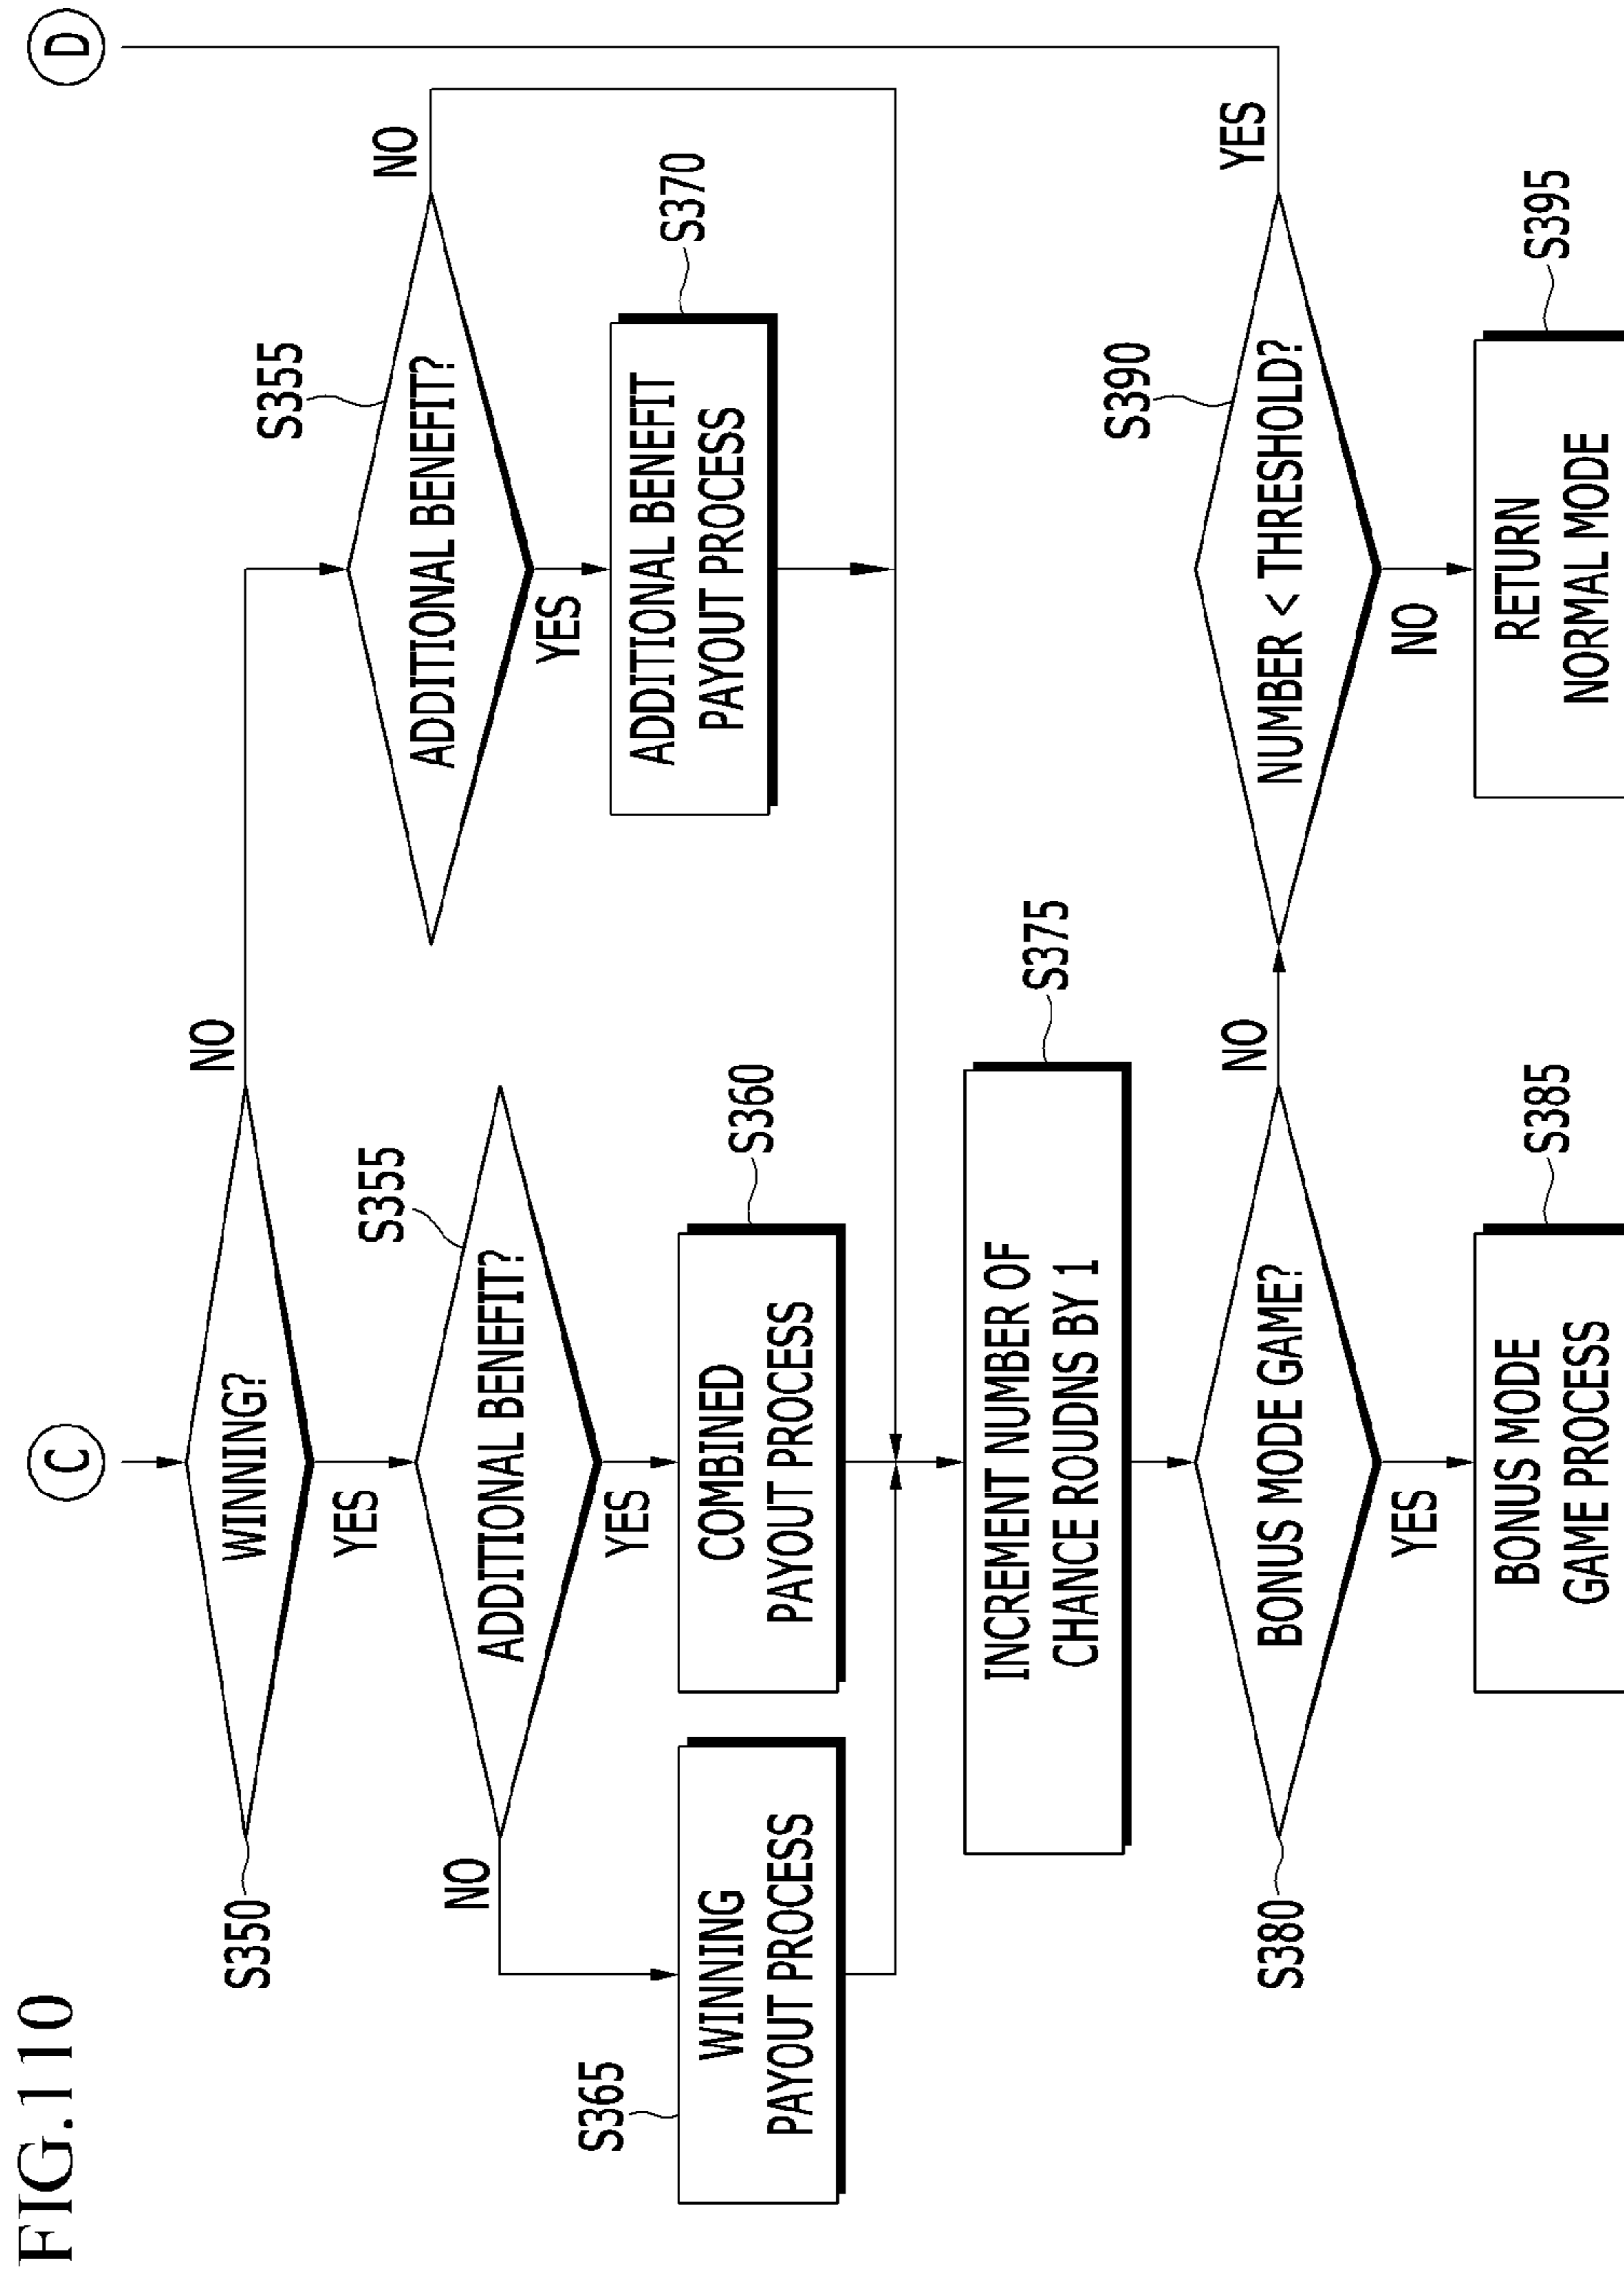 FIG.110
C
D
S350
WINNING?
NO
YES
S355
ADDITIONAL BENEFIT?
NO
YES
S355
ADDITIONAL BENEFIT?
NO
YES
S365
WINNING
PAYOUT PROCESS
COMBINED
PAYOUT PROCESS
S360
ADDITIONAL BENEFIT
PAYOUT PROCESS
S370
INCREMENT NUMBER OF
CHANCE ROUDNS BY 1
S375
S380
BONUS MODE GAME?
NO
YES
S390
NUMBER < THRESHOLD?
YES
NO
BONUS MODE
GAME PROCESS
S385
RETURN
NORMAL MODE
S395